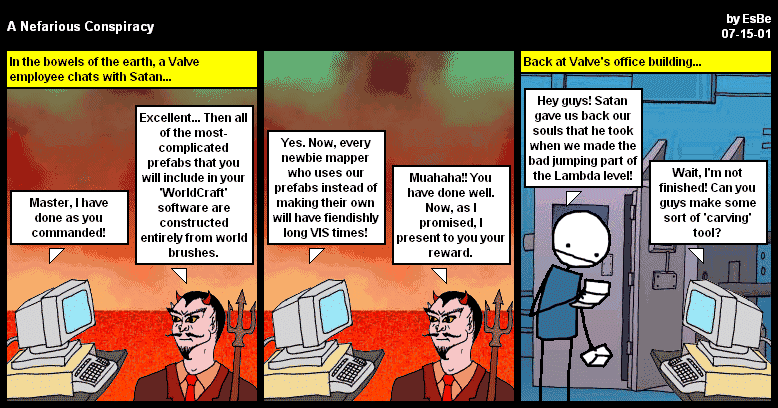 A Nefarious Conspiracy
by EsBe
07-15-01
In the bowels of the earth, a Valve
employee chats with Satan...
Master, I have
done as you
commanded!
Excellent... Then all
of the most-
complicated
prefabs that you
will include in your
'WorldCraft'
software are
constructed
entirely from world
brushes.
Yes. Now, every
newbie mapper
who uses our
prefabs instead of
making their own
will have fiendishly
long VIS times!
Muahaha!! You
have done well.
Now, as I
promised, I
present to you your
reward.
Back at Valve's office building...
Hey guys! Satan
gave us back our
souls that he took
when we made the
bad jumping part of
the Lambda level!
Wait, I'm not
finished! Can you
guys make some
sort of 'carving'
tool?